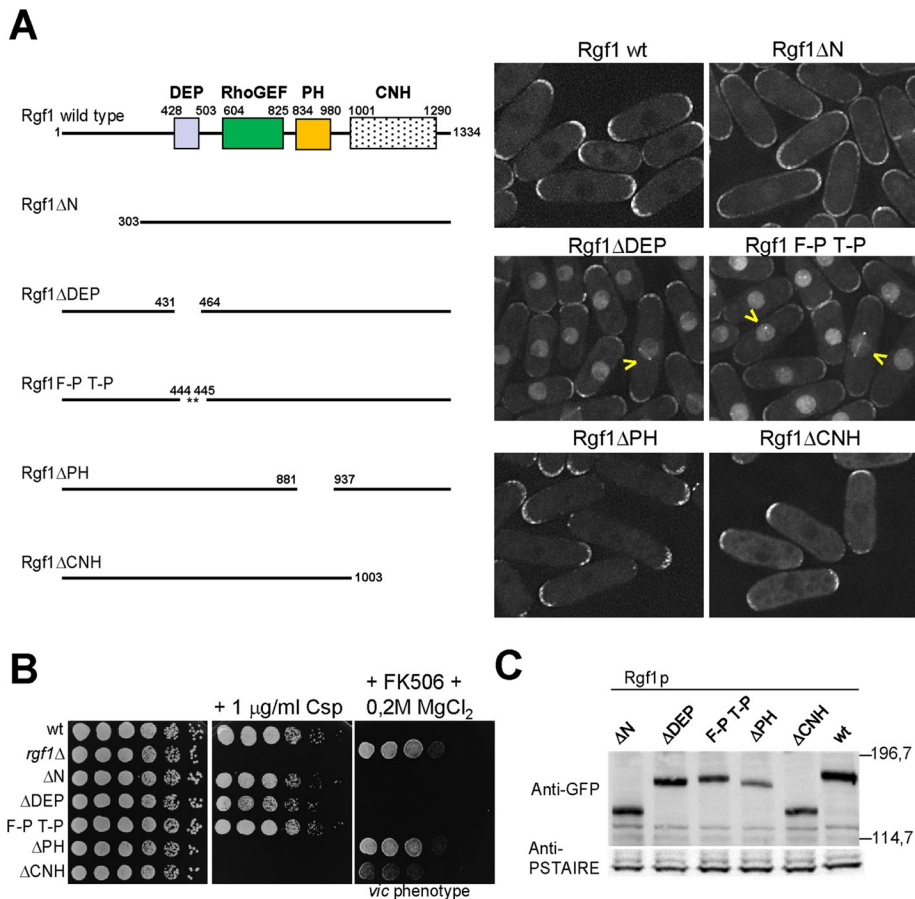 A
DEP RhoGEF PH CNH
428 503 604 825 834 980 1001 1290
Rgf1 wild type
1 1334
Rgf1ΔN
303
Rgf1ΔDEP
431 464
Rgf1F-P T-P
444 445
**
Rgf1ΔPH
881 937
Rgf1ΔCNH
1003
Rgf1 wt Rgf1ΔN
Rgf1ΔDEP Rgf1 F-P T-P
Rgf1ΔPH Rgf1ΔCNH
B
+ 1 μg/ml Csp
+ FK506 +
0,2M MgCl2
wt
rgf1Δ
ΔN
ΔDEP
F-P T-P
ΔPH
ΔCNH
vic phenotype
C
Rgf1p
ΔN ΔDEP F-P T-P ΔPH ΔCNH wt
196,7
Anti-GFP
114,7
Anti-
PSTAIRE